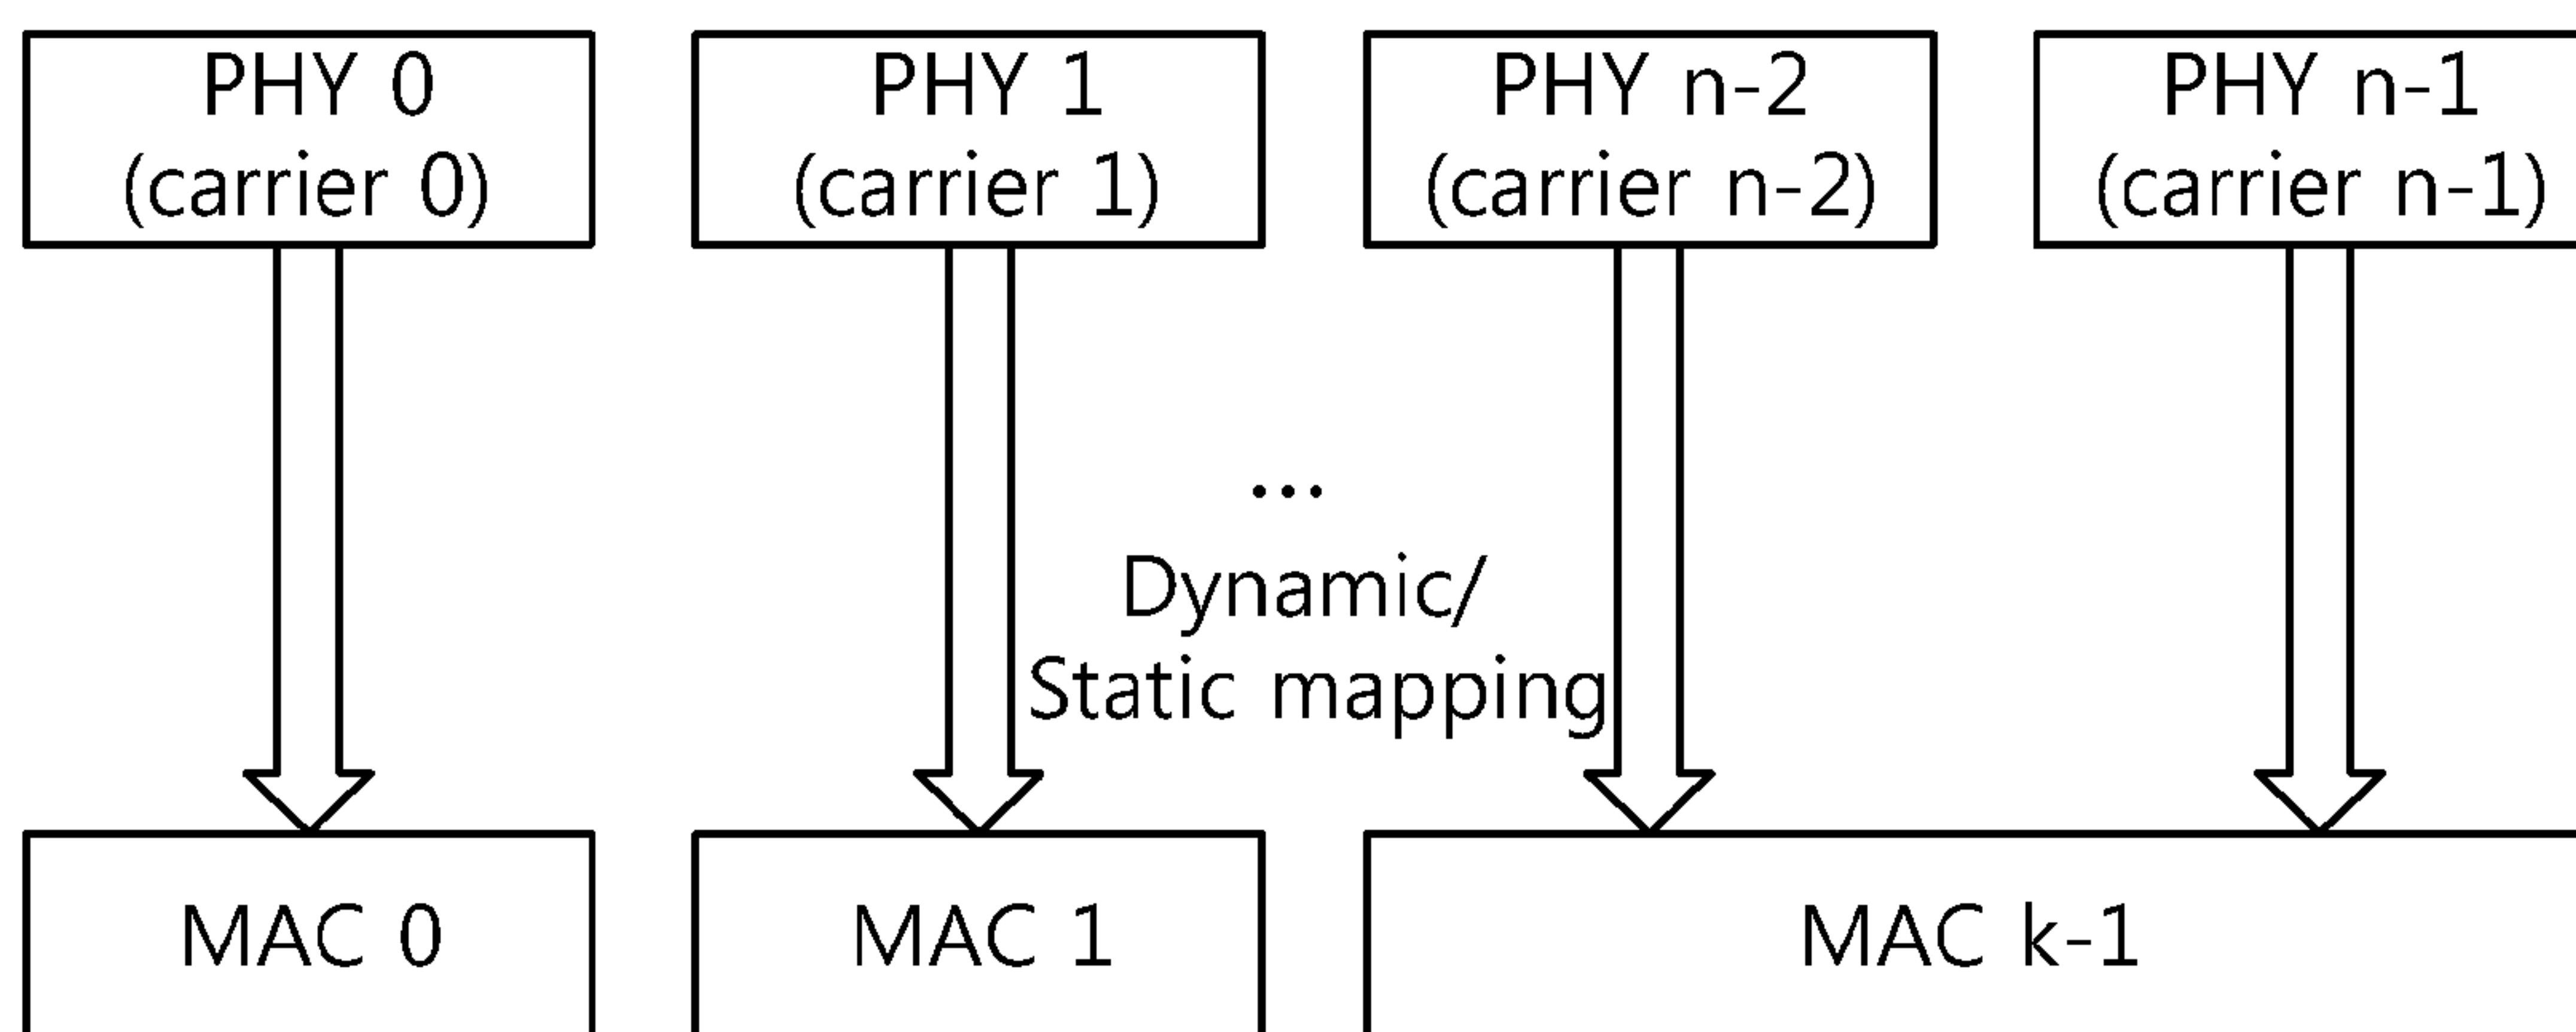 PHY 0
(carrier 0)
PHY 1
(carrier 1)
PHY n-2
(carrier n-2)
PHY n-1
(carrier n-1)
...
Dynamic/
Static mapping
MAC 0
MAC 1
MAC k-1